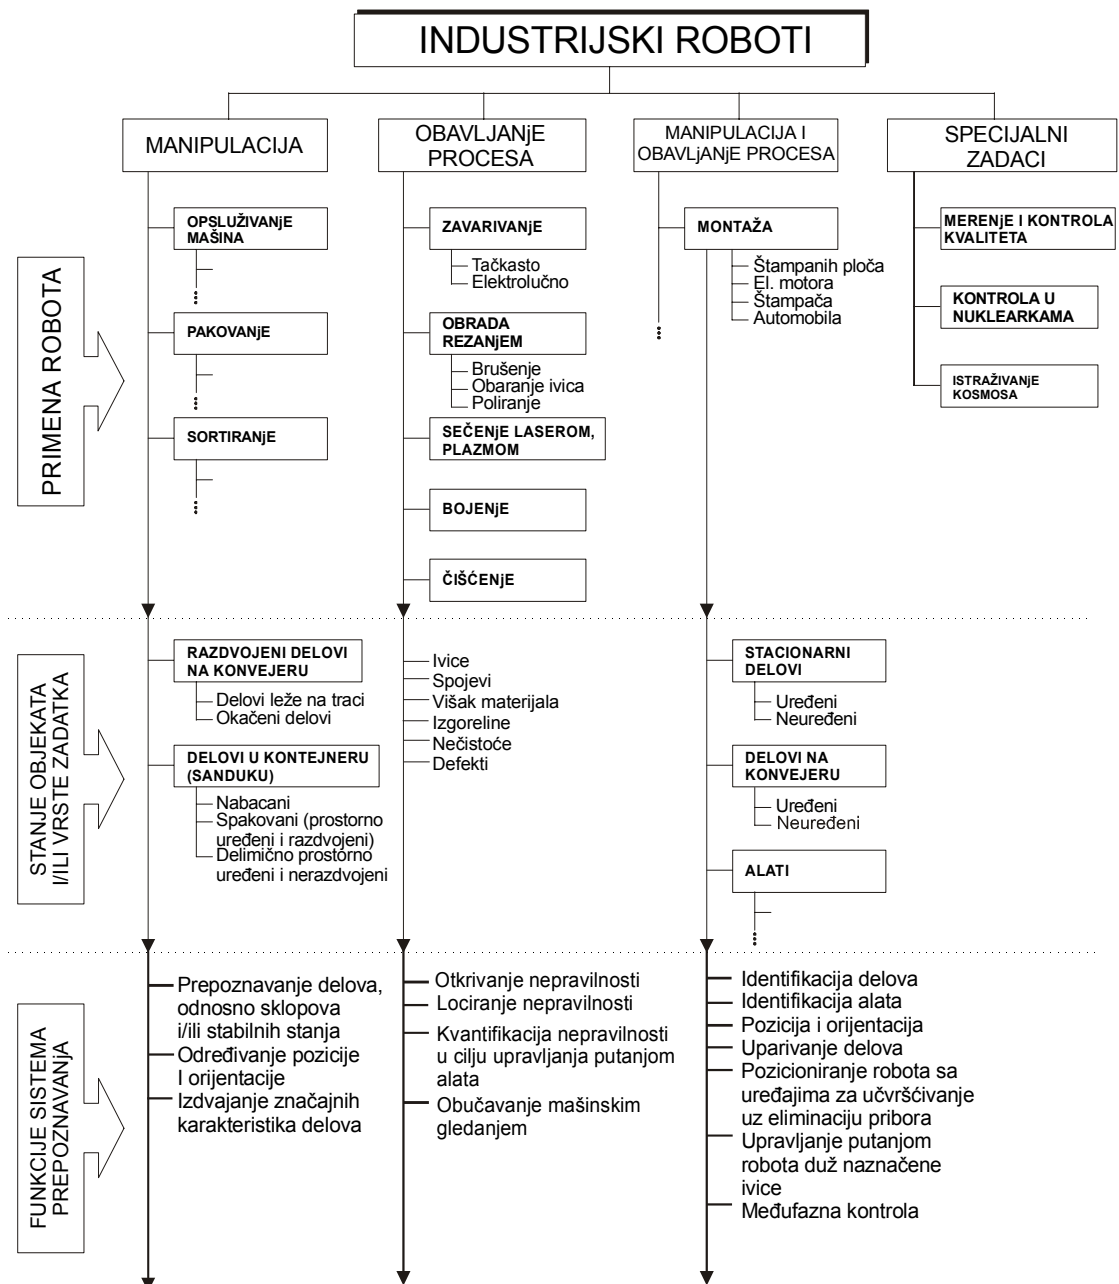 INDUSTRIJSKI ROBOTI
MANIPULACIJA
OBAVLJANjE
PROCESA
MANIPULACIJA I
OBAVLjANjE PROCESA
SPECIJALNI
ZADACI
PRIMENA ROBOTA
OPSLUŽIVANjE
MAŠINA
PAKOVANjE
SORTIRANjE
ZAVARIVANjE
Tačkasto
Elektrolučno
OBRADA
REZANjEM
Brušenje
Obaranje ivica
Poliranje
SEČENjE LASEROM,
PLAZMOM
BOJENjE
ČIŠĆENjE
MONTAŽA
Štampanih ploča
El. motora
Štampača
Automobila
MERENjE I KONTROLA
KVALITETA
KONTROLA U
NUKLEARKAMA
ISTRAŽIVANjE
KOSMOSA
STANJE OBJEKATA
I/ILI VRSTE ZADATKA
RAZDVOJENI DELOVI
NA KONVEJERU
Delovi leže na traci
Okačeni delovi
DELOVI U KONTEJNERU
(SANDUKU)
Nabacani
Spakovani (prostorno
uređeni i razdvojeni)
Delimično prostorno
uređeni i nerazdvojeni
Ivice
Spojevi
Višak materijala
Izgoreline
Nečistoće
Defekti
STACIONARNI
DELOVI
Uređeni
Neuređeni
DELOVI NA
KONVEJERU
Uređeni
Neuređeni
ALATI
FUNKCIJE SISTEMA
PREPOZNAVANjA
Prepoznavanje delova,
odnosno sklopova
i/ili stabilnih stanja
Određivanje pozicije
I orijentacije
Izdvajanje značajnih
karakteristika delova
Otkrivanje nepravilnosti
Lociranje nepravilnosti
Kvantifikacija nepravilnosti
u cilju upravljanja putanjom
alata
Obučavanje mašinskim
gledanjem
Identifikacija delova
Identifikacija alata
Pozicija i orijentacija
Uparivanje delova
Pozicioniranje robota sa
uređajima za učvršćivanje
uz eliminaciju pribora
Upravljanje putanjom
robota duž naznačene
ivice
Međufazna kontrola